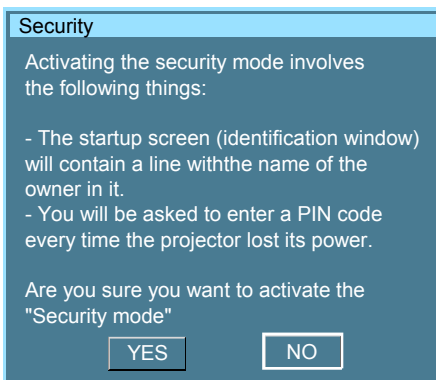 Security
Activating the security mode involves
the following things:
- The startup screen (identification window)
will contain a line withthe name of the
owner in it.
- You will be asked to enter a PIN code
every time the projector lost its power.
Are you sure you want to activate the
"Security mode"
YES NO